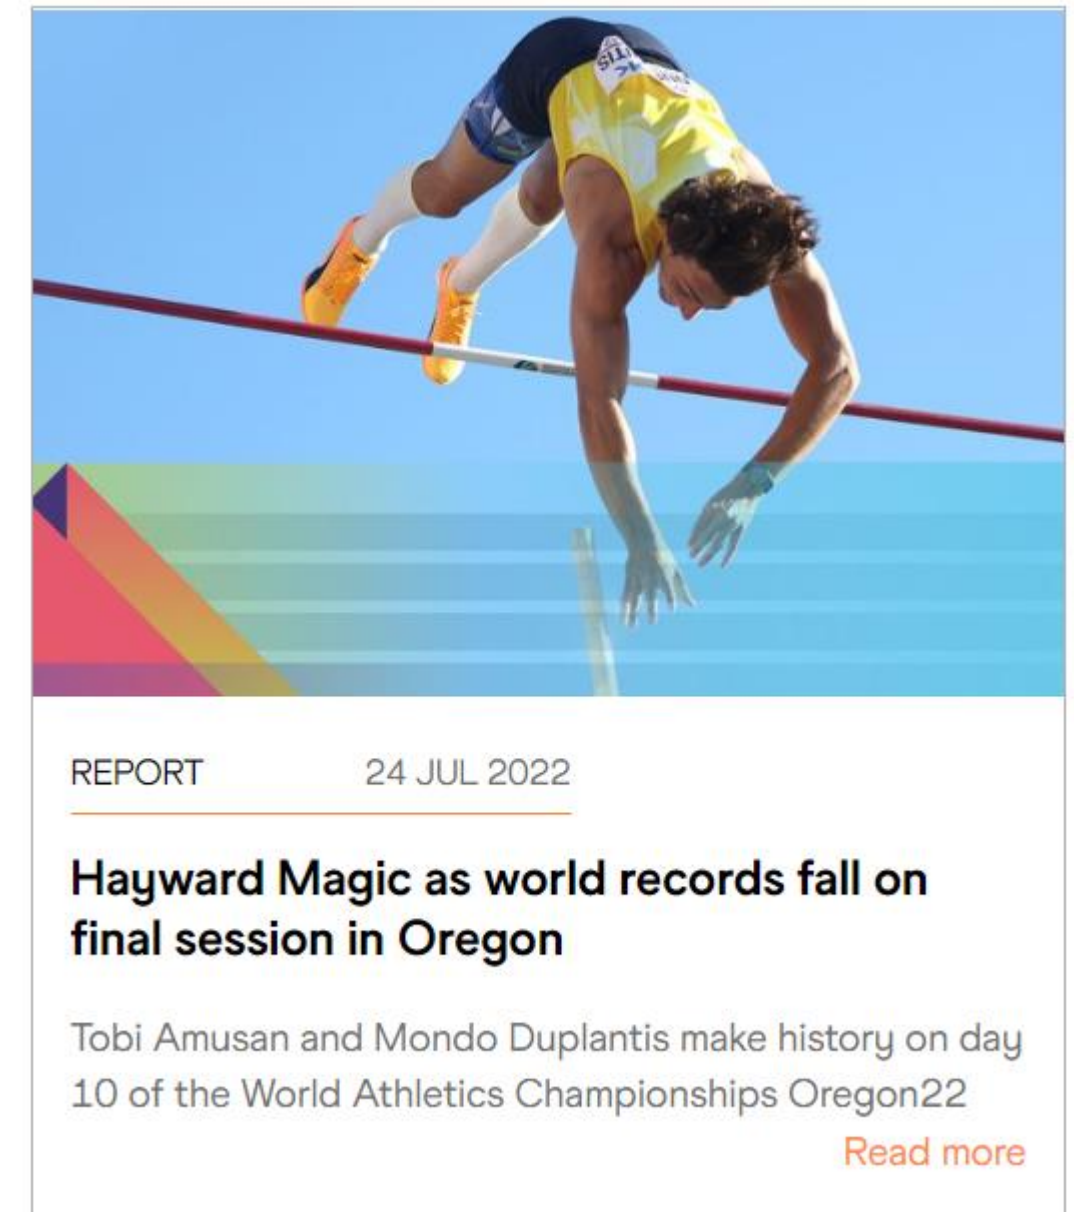 TIS
REPORT 24 JUL 2022
Hayward Magic as world records fall on
final session in Oregon
Tobi Amusan and Mondo Duplantis make history on day
10 of the World Athletics Championships Oregon22
Read more